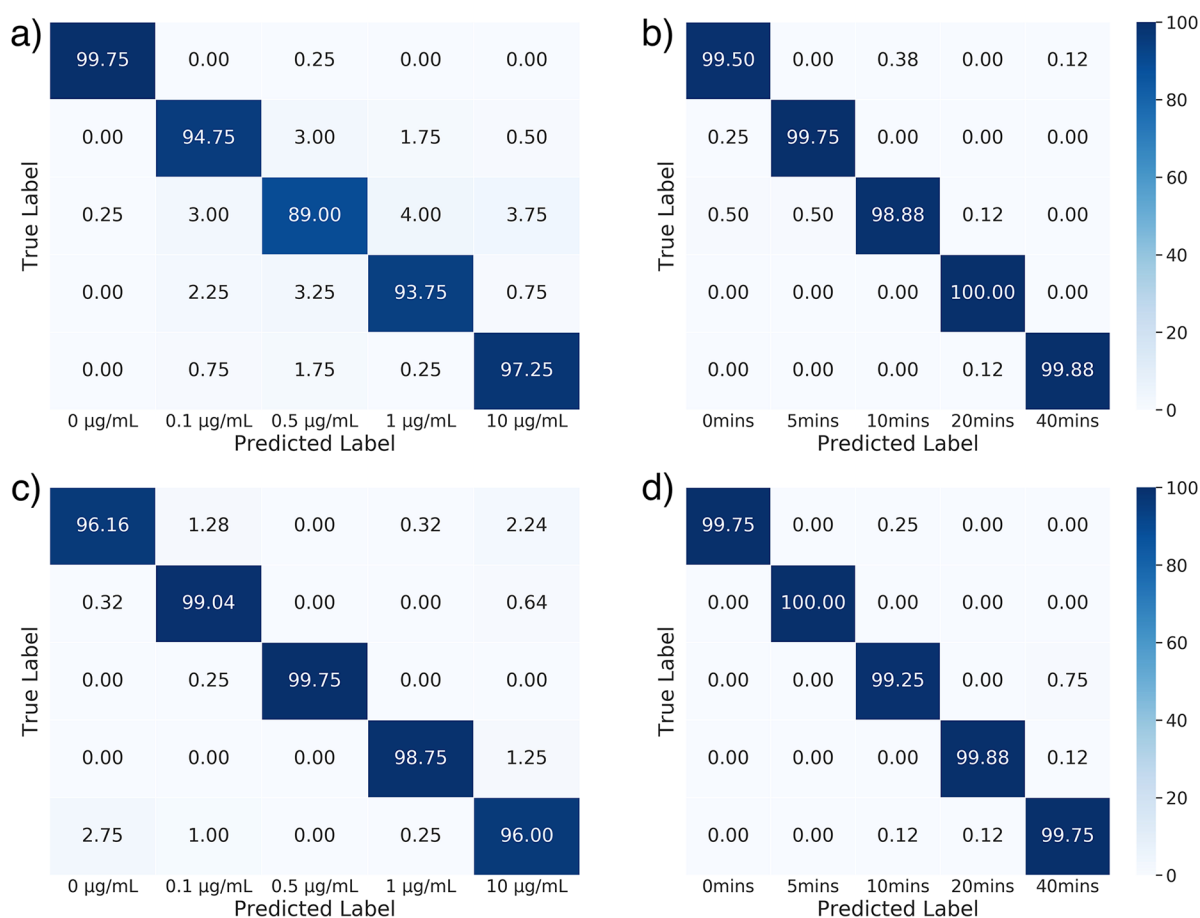 a)
99.75 0.00 0.25 0.00 0.00
0.00 94.75 3.00 1.75 0.50
0.25 3.00 89.00 4.00 3.75
0.00 2.25 3.25 93.75 0.75
0.00 0.75 1.75 0.25 97.25
True Label
0 µg/mL 0.1 µg/mL 0.5 µg/mL 1 µg/mL 10 µg/mL
Predicted Label
b)
99.50 0.00 0.38 0.00 0.12
0.25 99.75 0.00 0.00 0.00
0.50 0.50 98.88 0.12 0.00
0.00 0.00 0.00 100.00 0.00
0.00 0.00 0.00 0.12 99.88
True Label
0mins 5mins 10mins 20mins 40mins
Predicted Label
100
80
60
40
20
0
c)
96.16 1.28 0.00 0.32 2.24
0.32 99.04 0.00 0.00 0.64
0.00 0.25 99.75 0.00 0.00
0.00 0.00 0.00 98.75 1.25
2.75 1.00 0.00 0.25 96.00
True Label
0 µg/mL 0.1 µg/mL 0.5 µg/mL 1 µg/mL 10 µg/mL
Predicted Label
d)
99.75 0.00 0.25 0.00 0.00
0.00 100.00 0.00 0.00 0.00
0.00 0.00 99.25 0.00 0.75
0.00 0.00 0.00 99.88 0.12
0.00 0.00 0.12 0.12 99.75
True Label
0mins 5mins 10mins 20mins 40mins
Predicted Label
100
80
60
40
20
0